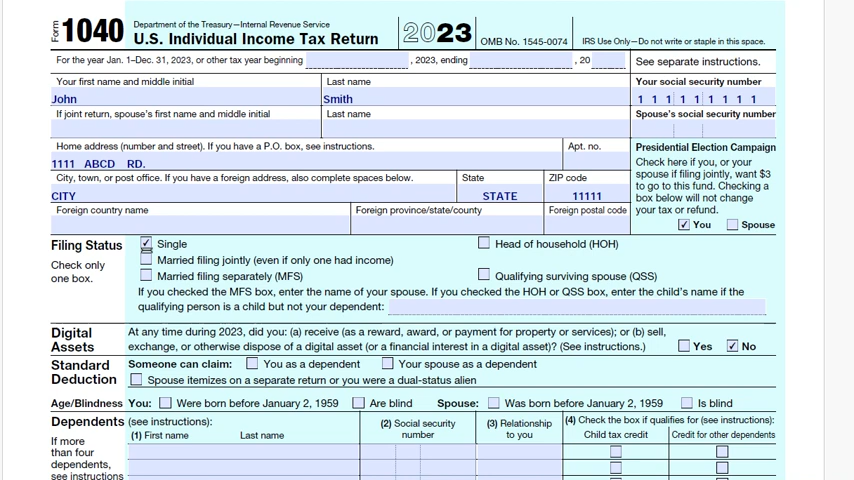 Form 1040 Department of the Treasury—Internal Revenue Service
U.S. Individual Income Tax Return 2023 OMB No. 1545-0074 IRS Use Only—Do not write or staple in this space.
For the year Jan. 1–Dec. 31, 2023, or other tax year beginning , 2023, ending , 20 See separate instructions.
Your first name and middle initial Last name Your social security number
John Smith 1 1 1 1 1 1 1 1 1
If joint return, spouse's first name and middle initial Last name Spouse's social security number
Home address (number and street). If you have a P.O. box, see instructions. Apt. no.
1111 ABCD RD.
City, town, or post office. If you have a foreign address, also complete spaces below. State ZIP code
CITY STATE 11111
Foreign country name Foreign province/state/county Foreign postal code
Presidential Election Campaign
Check here if you, or your
spouse if filing jointly, want $3
to go to this fund. Checking a
box below will not change
your tax or refund.
You Spouse
Filing Status
Check only
one box.
Single Head of household (HOH)
Married filing jointly (even if only one had income)
Married filing separately (MFS) Qualifying surviving spouse (QSS)
If you checked the MFS box, enter the name of your spouse. If you checked the HOH or QSS box, enter the child's name if the
qualifying person is a child but not your dependent:
Digital
Assets
At any time during 2023, did you: (a) receive (as a reward, award, or payment for property or services); or (b) sell,
exchange, or otherwise dispose of a digital asset (or a financial interest in a digital asset)? (See instructions.) Yes No
Standard
Deduction
Someone can claim: You as a dependent Your spouse as a dependent
Spouse itemizes on a separate return or you were a dual-status alien
Age/Blindness You: Were born before January 2, 1959 Are blind Spouse: Was born before January 2, 1959 Is blind
Dependents (see instructions): (2) Social security number (3) Relationship to you (4) Check the box if qualifies for (see instructions):
(1) First name Last name Child tax credit Credit for other dependents
If more
than four
dependents,
see instructions